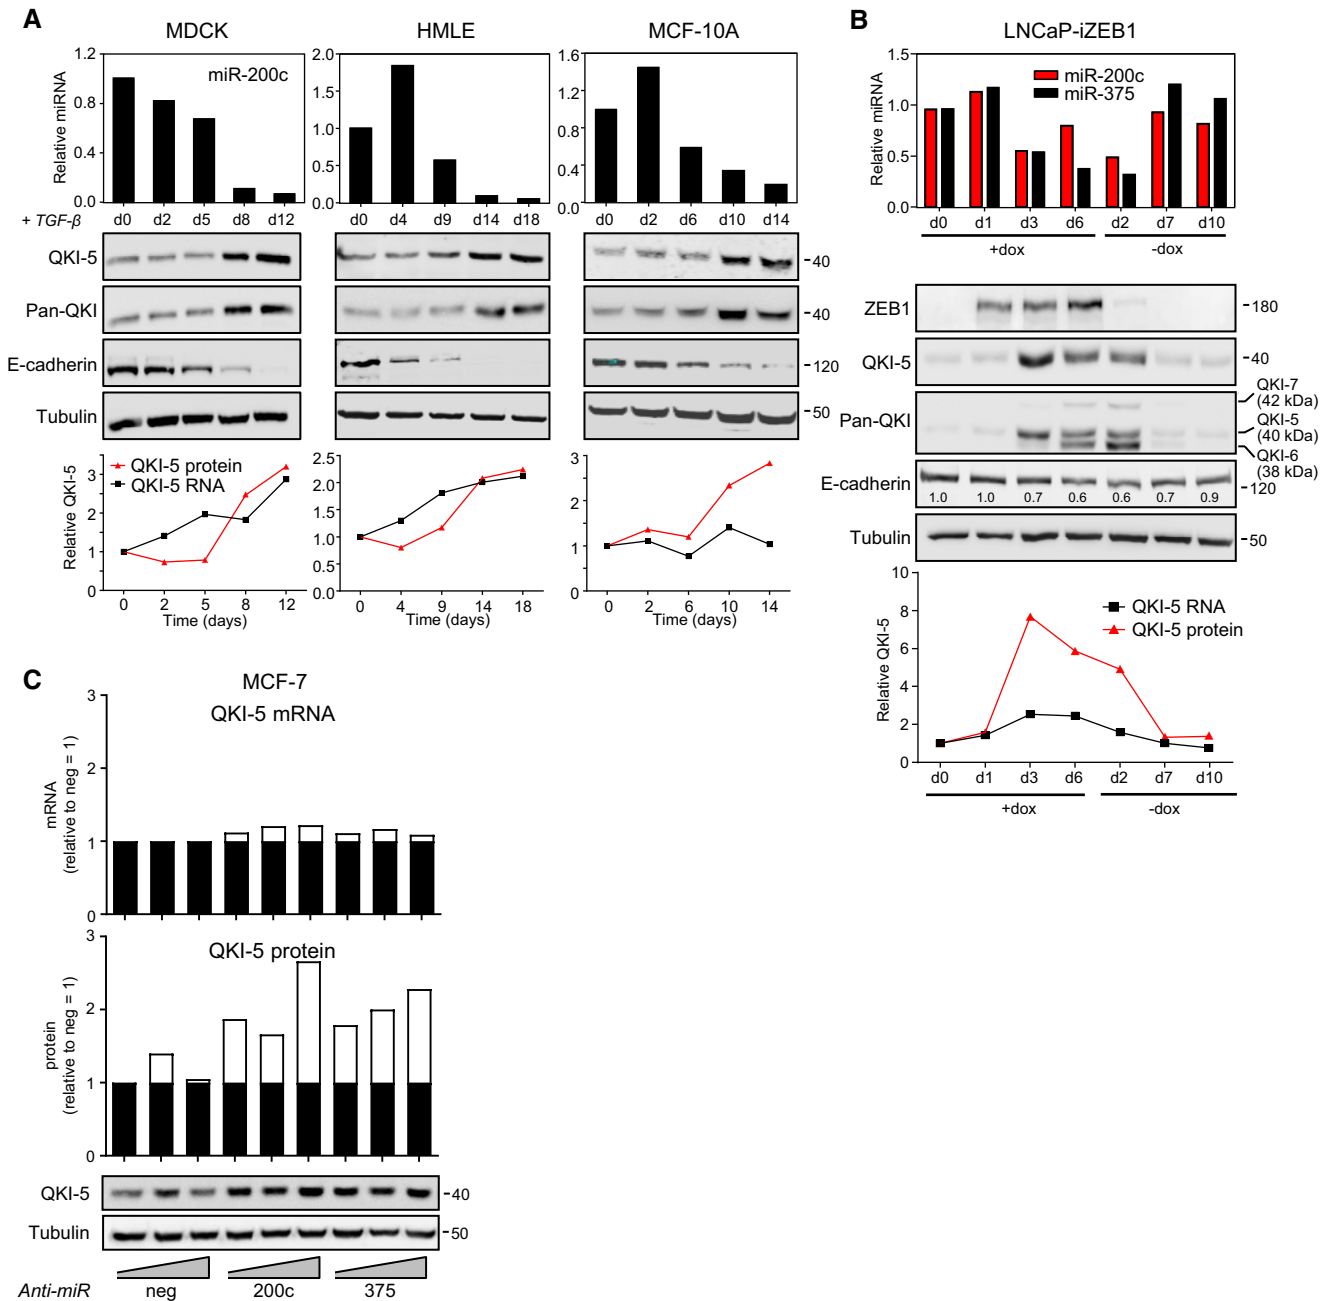 A
MDCK
HMLE
MCF-10A
Relative miRNA
1.2
0.8
0.4
0.0
miR-200c
2.0
1.5
1.0
0.5
0.0
1.6
1.2
0.8
0.4
0.0
+ TGF-β
d0 d2 d5 d8 d12
d0 d4 d9 d14 d18
d0 d2 d6 d10 d14
QKI-5
40
Pan-QKI
40
E-cadherin
120
Tubulin
50
Relative QKI-5
3
2
1
0
QKI-5 protein
QKI-5 RNA
2.5
2.0
1.5
1.0
0.5
0.0
3
2
1
0
0 2 5 8 12
0 4 9 14 18
0 2 6 10 14
Time (days)
Time (days)
Time (days)
B
LNCaP-iZEB1
Relative miRNA
1.5
1.0
0.5
0.0
miR-200c
miR-375
d0 d1 d3 d6 d2 d7 d10
+dox
-dox
ZEB1
180
QKI-5
40
Pan-QKI
QKI-7
(42 kDa)
QKI-5
(40 kDa)
QKI-6
(38 kDa)
E-cadherin
1.0 1.0 0.7 0.6 0.6 0.7 0.9
120
Tubulin
50
Relative QKI-5
10
8
6
4
2
0
QKI-5 RNA
QKI-5 protein
d0 d1 d3 d6 d2 d7 d10
+dox
-dox
C
MCF-7
QKI-5 mRNA
mRNA
(relative to neg = 1)
3
2
1
0
QKI-5 protein
protein
(relative to neg = 1)
3
2
1
0
QKI-5
40
Tubulin
50
Anti-miR
neg 200c 375